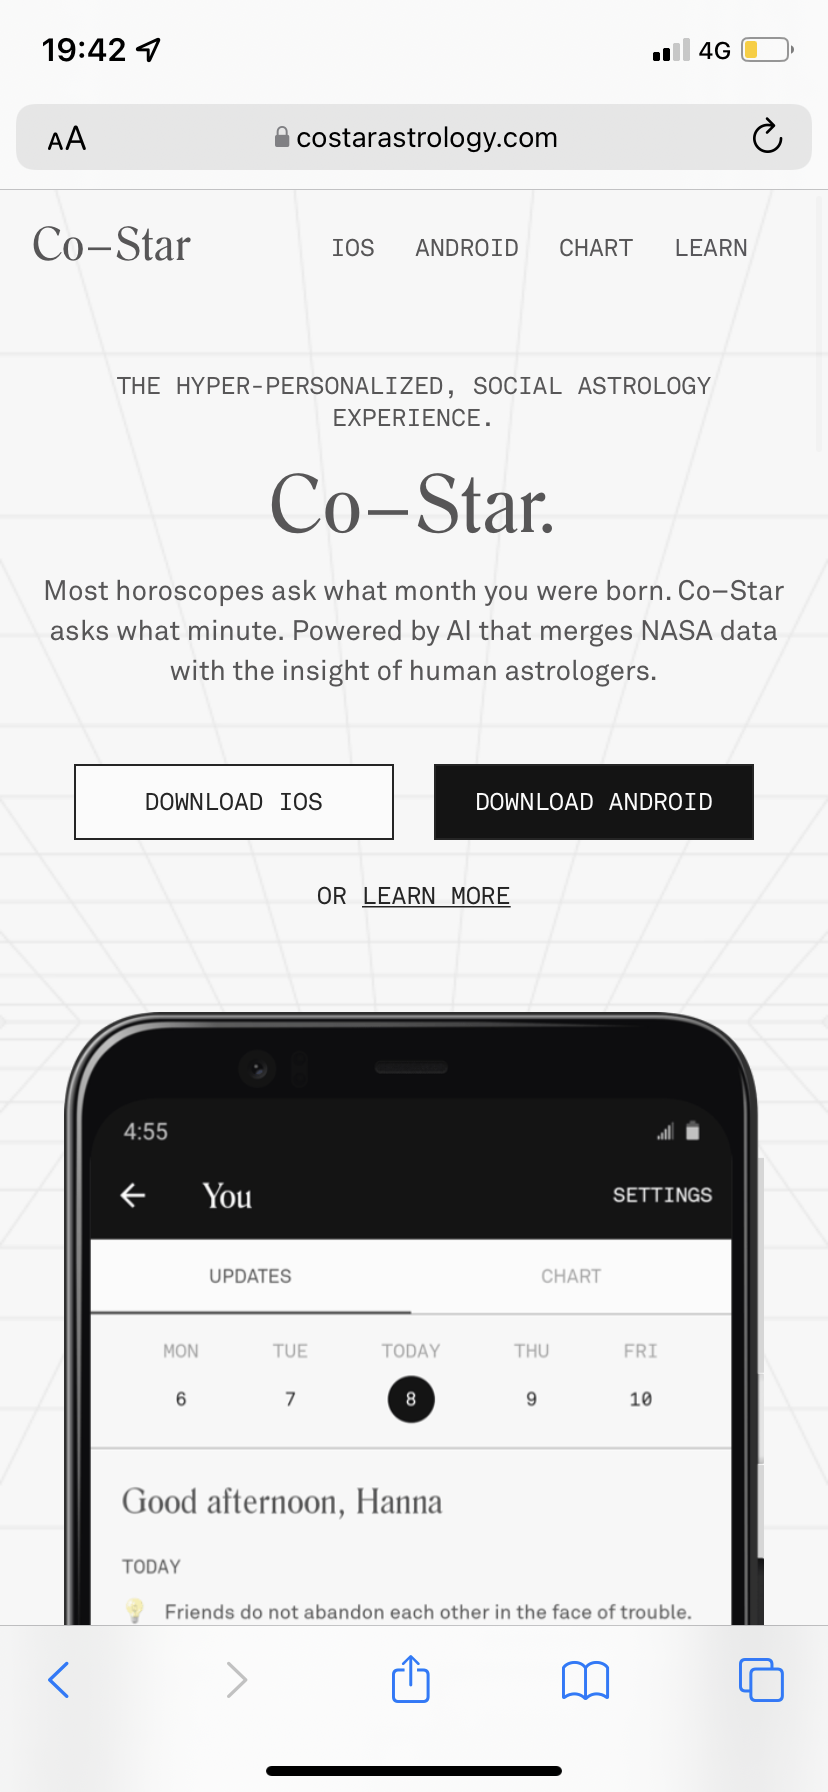 19:42
4G
AA
costarastrology.com
Co–Star
IOS ANDROID CHART LEARN
THE HYPER-PERSONALIZED, SOCIAL ASTROLOGY
EXPERIENCE.
Co–Star.
Most horoscopes ask what month you were born. Co–Star
asks what minute. Powered by AI that merges NASA data
with the insight of human astrologers.
DOWNLOAD IOS
DOWNLOAD ANDROID
OR LEARN MORE
4:55
You
SETTINGS
UPDATES CHART
MON TUE TODAY THU FRI
6 7 8 9 10
Good afternoon, Hanna
TODAY
Friends do not abandon each other in the face of trouble.